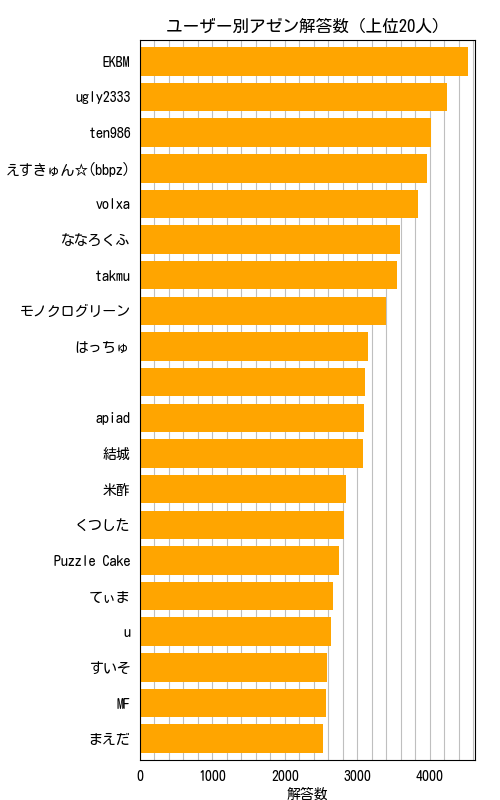 ユーザー別アゼン解答数 (上位20人)
EKBM
ugly2333
ten986
えすきゅん☆(bbpz)
volxa
ななろくふ
takmu
モノクログリーン
はっちゅ
apiad
結城
米酢
くつした
Puzzle Cake
てぃま
u
すいそ
MF
まえだ
0 1000 2000 3000 4000
解答数